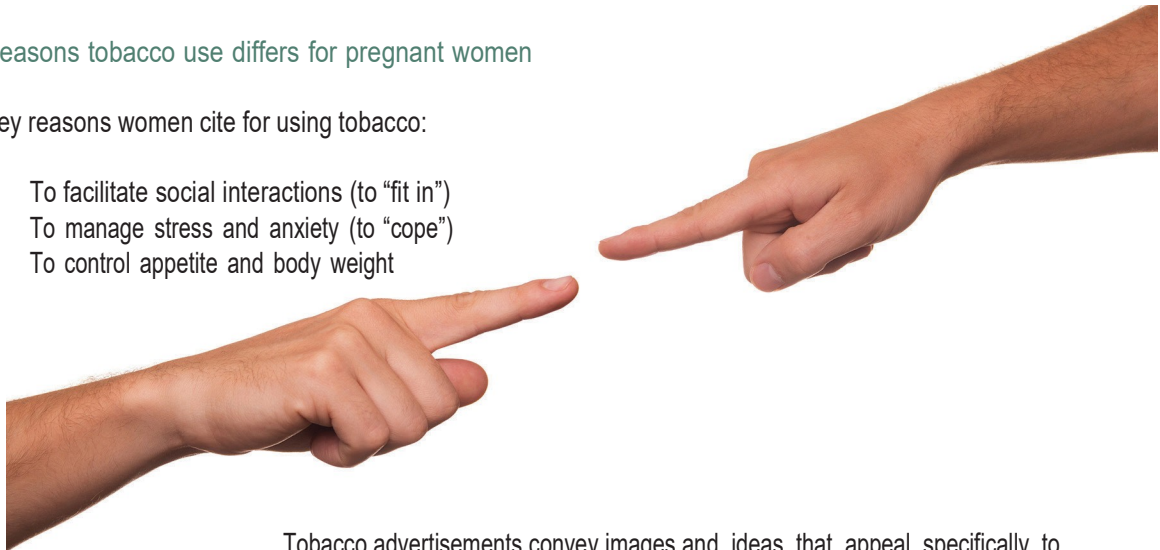 easons tobacco use differs for pregnant women
ey reasons women cite for using tobacco:
To facilitate social interactions (to “fit in”)
To manage stress and anxiety (to “cope”)
To control appetite and body weight
Tobacco advertisements convey images and ideas that appeal specifically to